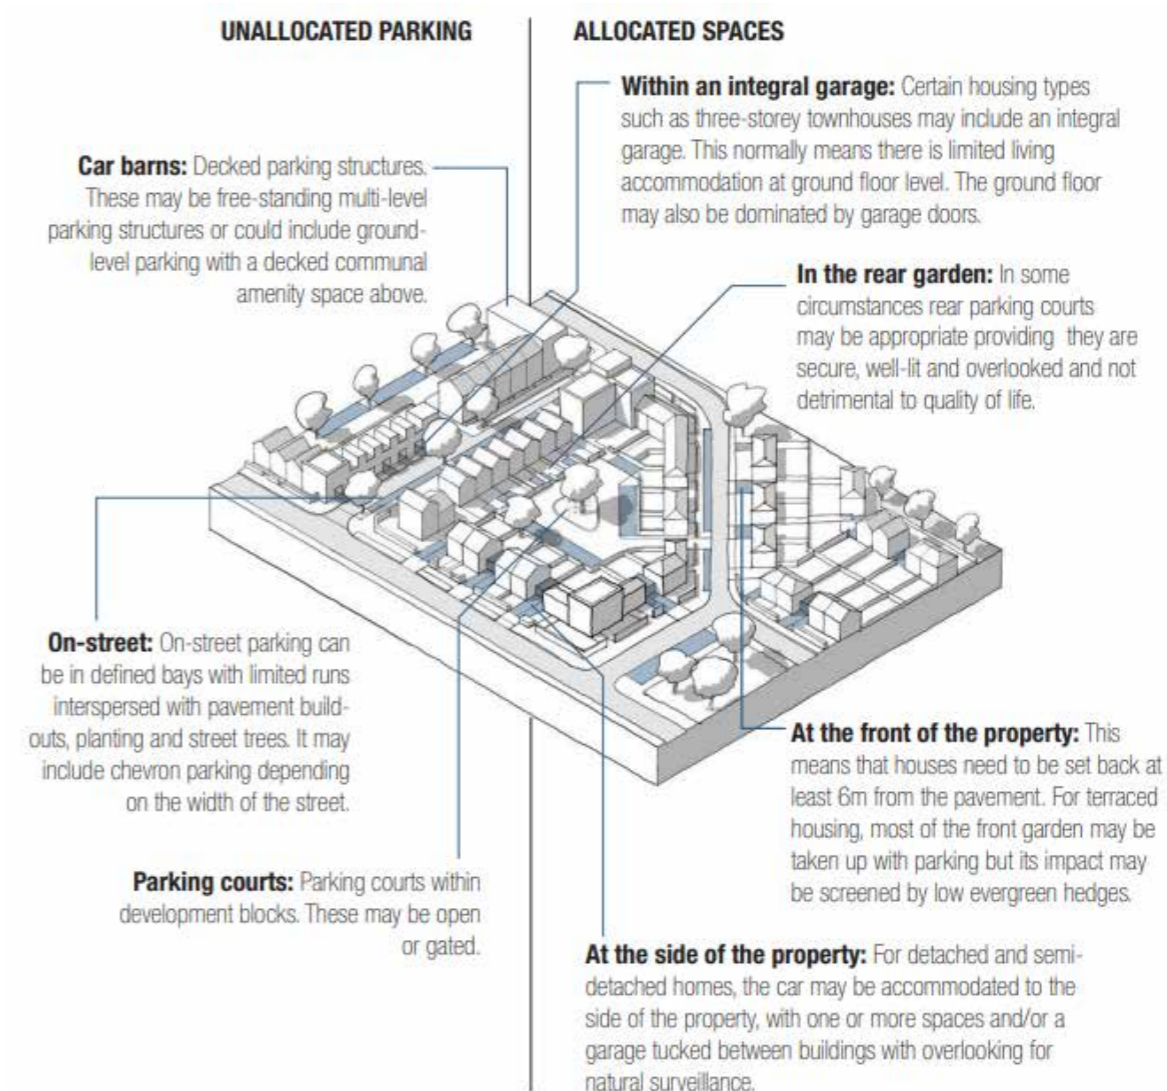 UNALLOCATED PARKING
ALLOCATED SPACES
Within an integral garage: Certain housing types
such as three-storey townhouses may include an integral
garage. This normally means there is limited living
accommodation at ground floor level. The ground floor
may also be dominated by garage doors.
Car barns: Decked parking structures.
These may be free-standing multi-level
parking structures or could include ground-
level parking with a decked communal
amenity space above.
In the rear garden: In some
circumstances rear parking courts
may be appropriate providing they are
secure, well-lit and overlooked and not
detrimental to quality of life.
On-street: On-street parking can
be in defined bays with limited runs
interspersed with pavement build-
outs, planting and street trees. It may
include chevron parking depending
on the width of the street.
At the front of the property: This
means that houses need to be set back at
least 6m from the pavement. For terraced
housing, most of the front garden may be
taken up with parking but its impact may
be screened by low evergreen hedges.
Parking courts: Parking courts within
development blocks. These may be open
or gated.
At the side of the property: For detached and semi-
detached homes, the car may be accommodated to the
side of the property, with one or more spaces and/or a
garage tucked between buildings with overlooking for
natural surveillance.